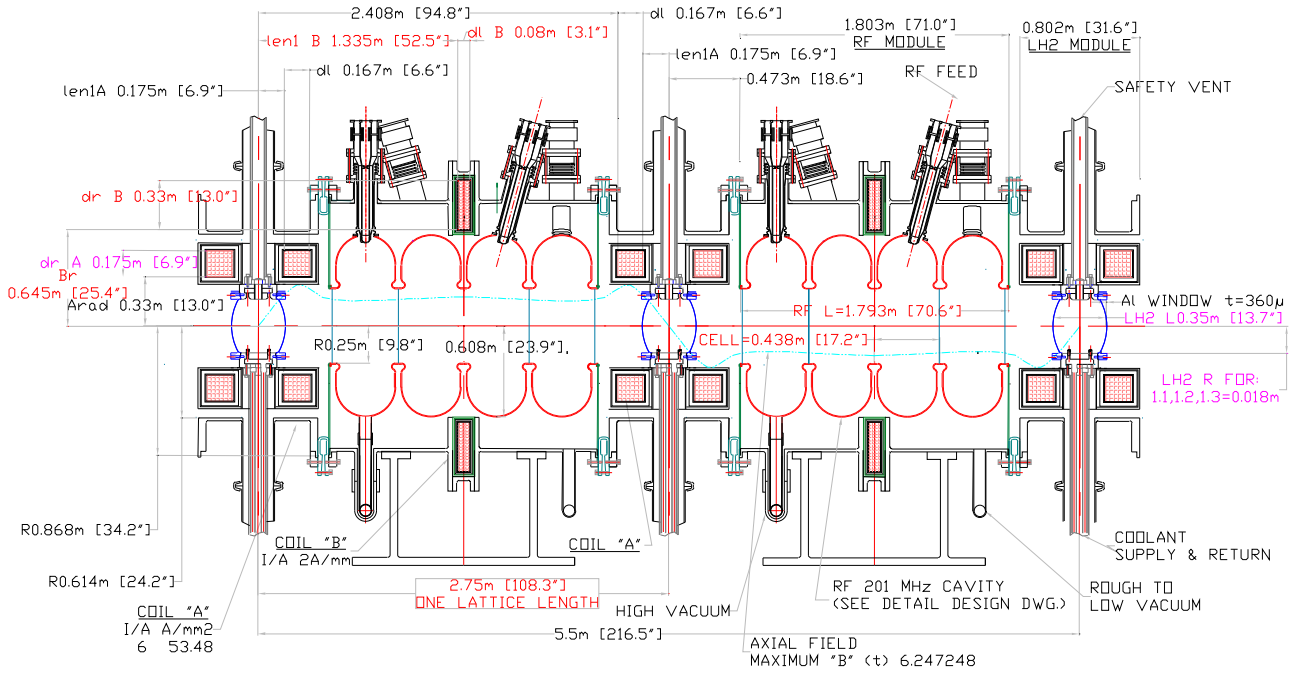 2.408m [94.8"]
dl 0.167m [6.6"]
1.803m [71.0"]
RF MODULE
0.802m [31.6"]
LH2 MODULE
len1 B 1.335m [52.5"]
dl B 0.08m [3.1"]
len1A 0.175m [6.9"]
dl 0.167m [6.6"]
0.473m [18.6"]
RF FEED
len1A 0.175m [6.9"]
SAFETY VENT
dr B 0.33m [13.0"]
dr A 0.175m [6.9"]
Br
0.645m [25.4"]
Arad 0.33m [13.0"]
Al WINDOW t=360µ
RF L=1.793m [70.6"]
LH2 L0.35m [13.7"]
R0.25m [9.8"]
0.608m [23.9"].
CELL=0.438m [17.2"]
LH2 R FOR:
1.1,1.2,1.3=0.018m
R0.868m [34.2"]
COIL "B"
I/A 2A/mm
COIL "A"
COOLANT
SUPPLY & RETURN
R0.614m [24.2"]
2.75m [108.3"]
ONE LATTICE LENGTH
HIGH VACUUM
RF 201 MHz CAVITY
(SEE DETAIL DESIGN DWG.)
ROUGH TO
LOW VACUUM
COIL "A"
I/A A/mm2
6 53.48
5.5m [216.5"]
AXIAL FIELD
MAXIMUM "B" (t) 6.247248